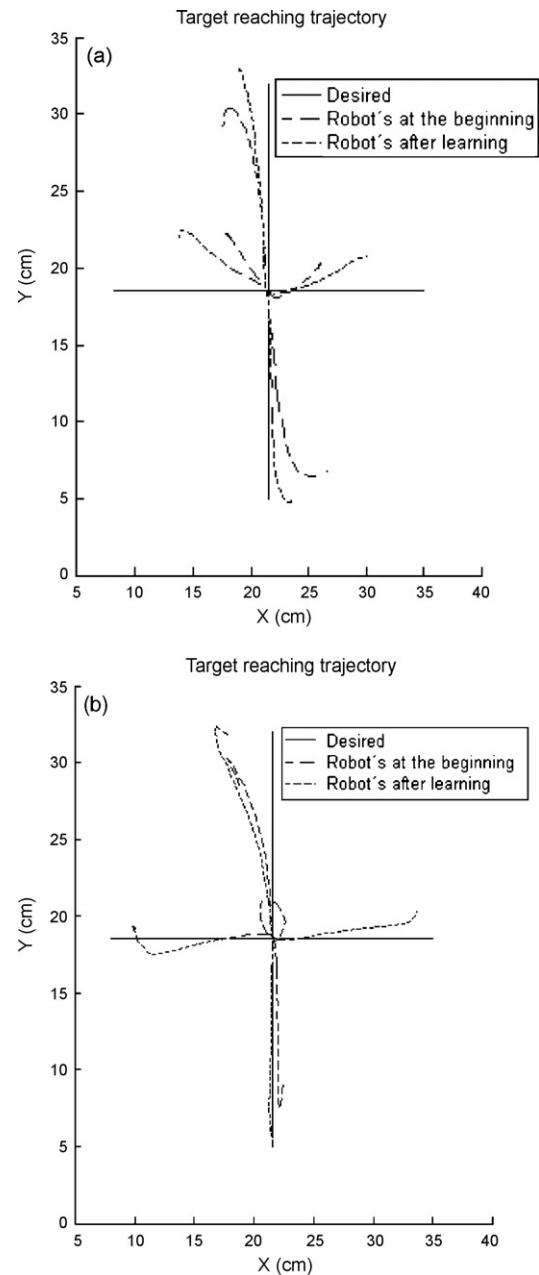 Target reaching trajectory
(a)
Desired
Robot´s at the beginning
Robot´s after learning
35
30
25
20
15
10
5
0
Y (cm)
5 10 15 20 25 30 35 40
X (cm)
Target reaching trajectory
(b)
Desired
Robot´s at the beginning
Robot´s after learning
35
30
25
20
15
10
5
0
Y (cm)
5 10 15 20 25 30 35 40
X (cm)